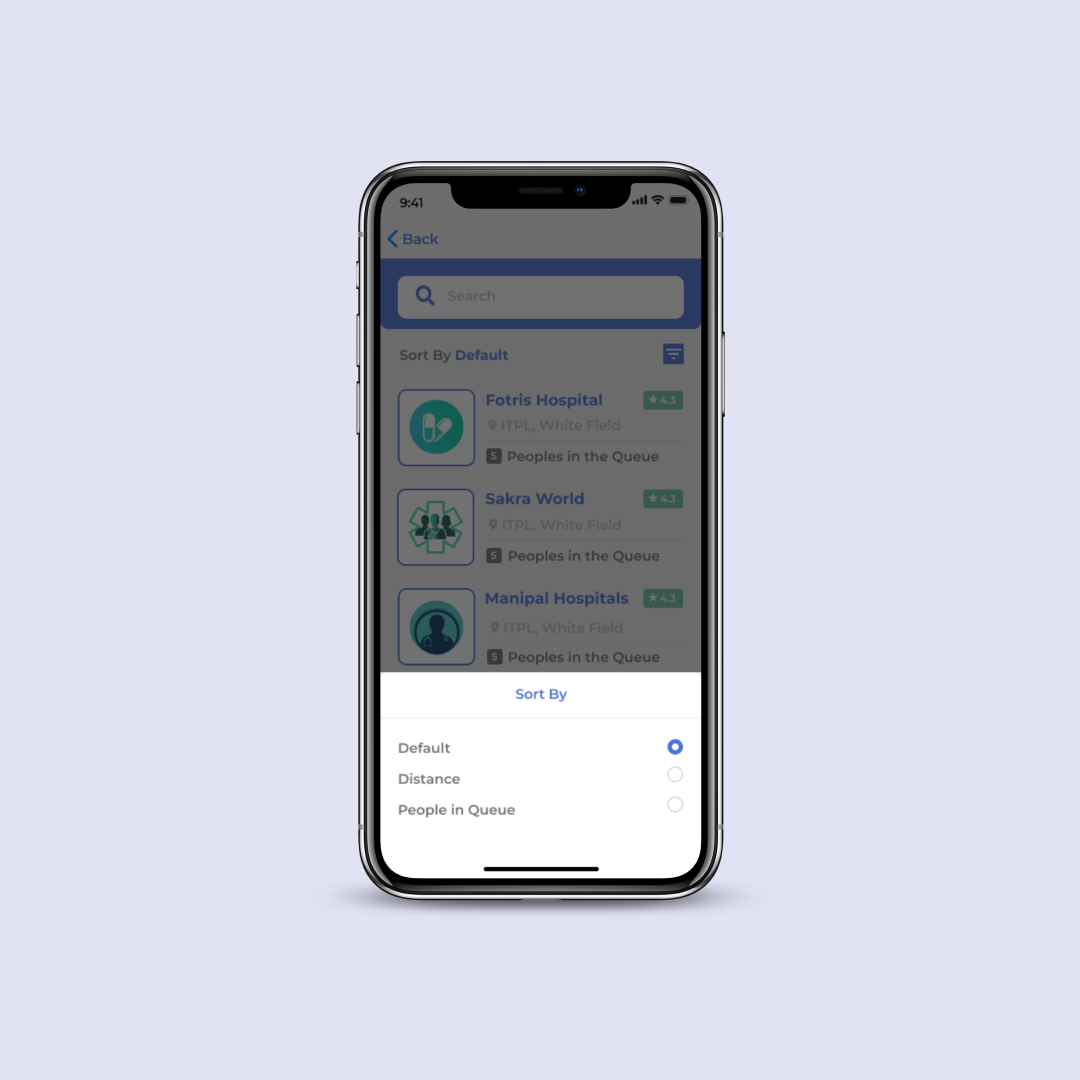 9:41
Back
Search
Sort By Default
Fotris Hospital
★ 4.3
ITPL, White Field
5 Peoples in the Queue
Sakra World
★ 4.3
ITPL, White Field
5 Peoples in the Queue
Manipal Hospitals
★ 4.3
ITPL, White Field
5 Peoples in the Queue
Sort By
Default
Distance
People in Queue